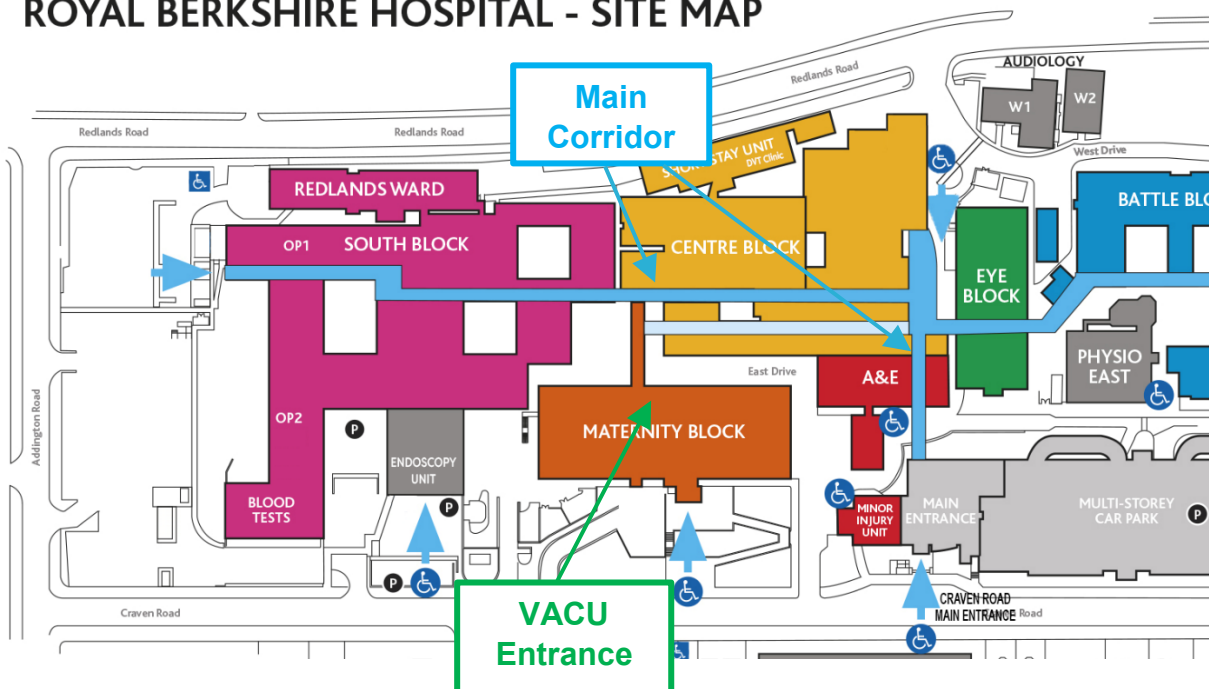 ROYAL BERKSHIRE HOSPITAL - SITE MAP
Redlands Road
AUDIOLOGY
W1
W2
Main
Corridor
Redlands Road
Redlands Road
West Drive
STAY UNIT
DVT Clinic
REDLANDS WARD
BATTLE
OP1
SOUTH BLOCK
CENTRE BLOCK
EYE
BLOCK
PHYSIO
EAST
East Drive
A&E
Addington Road
OP2
P
MATERNITY BLOCK
ENDOSCOPY
UNIT
BLOOD
TESTS
P
MINOR
INJURY
UNIT
MAIN
ENTRANCE
MULTI-STOREY
CAR PARK
P
P
Craven Road
VACU
Entrance
CRAVEN ROAD
MAIN ENTRANCE
Road